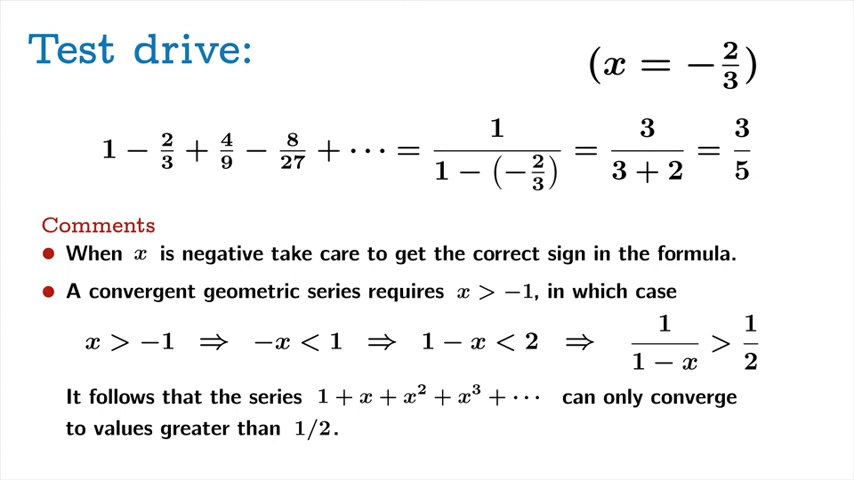 Test drive:
(x = −2/3)
1 − 2/3 + 4/9 − 8/27 + ⋯ = 1/(1 − (−2/3)) = 3/(3 + 2) = 3/5
Comments
• When x is negative take care to get the correct sign in the formula.
• A convergent geometric series requires x > −1, in which case
x > −1 ⇒ −x < 1 ⇒ 1 − x < 2 ⇒ 1/(1 − x) > 1/2
It follows that the series 1 + x + x² + x³ + ⋯ can only converge
to values greater than 1/2.